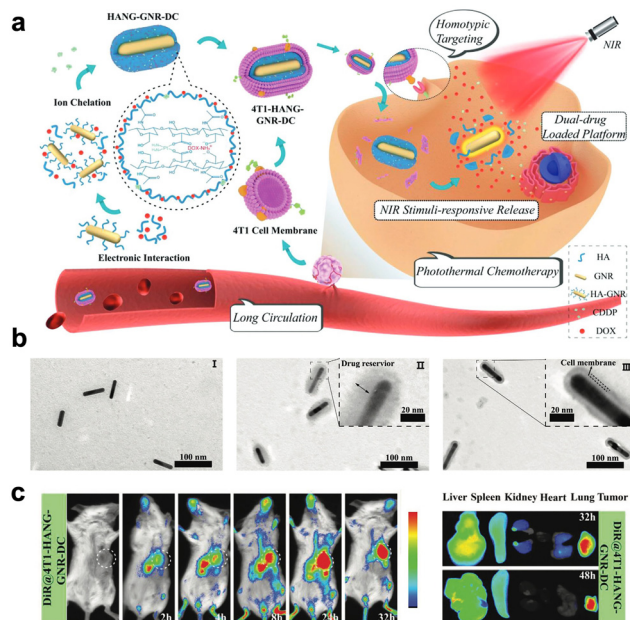 a
HANG-GNR-DC
Ion Chelation
DOX-NH₃⁺
Electronic Interaction
4T1-HANG-
GNR-DC
4T1 Cell Membrane
Homotypic
Targeting
NIR
Dual-drug
Loaded Platform
NIR Stimuli-responsive Release
Photothermal Chemotherapy
Long Circulation
HA
GNR
HA-GNR
CDDP
DOX
b
I
100 nm
Drug reservior
II
20 nm
100 nm
Cell membrane
III
20 nm
100 nm
c
DiR@4T1-HANG-
GNR-DC
2h
4h
8h
24h
32h
Liver Spleen Kidney Heart Lung Tumor
32h
48h
DiR@4T1-HANG-
GNR-DC